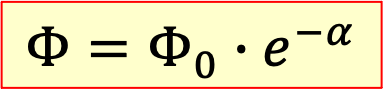 Φ = Φ₀ · e^{−α}